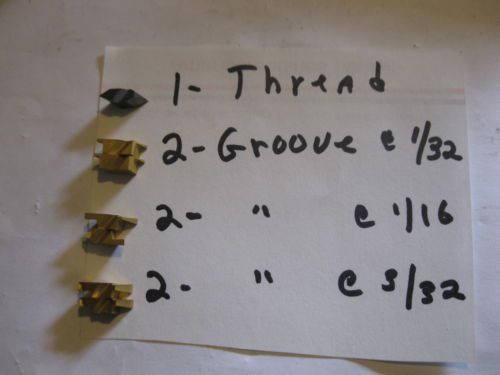 1- Thread
2- Groove @ 1/32
2- " @ 1/16
2- " @ 3/32